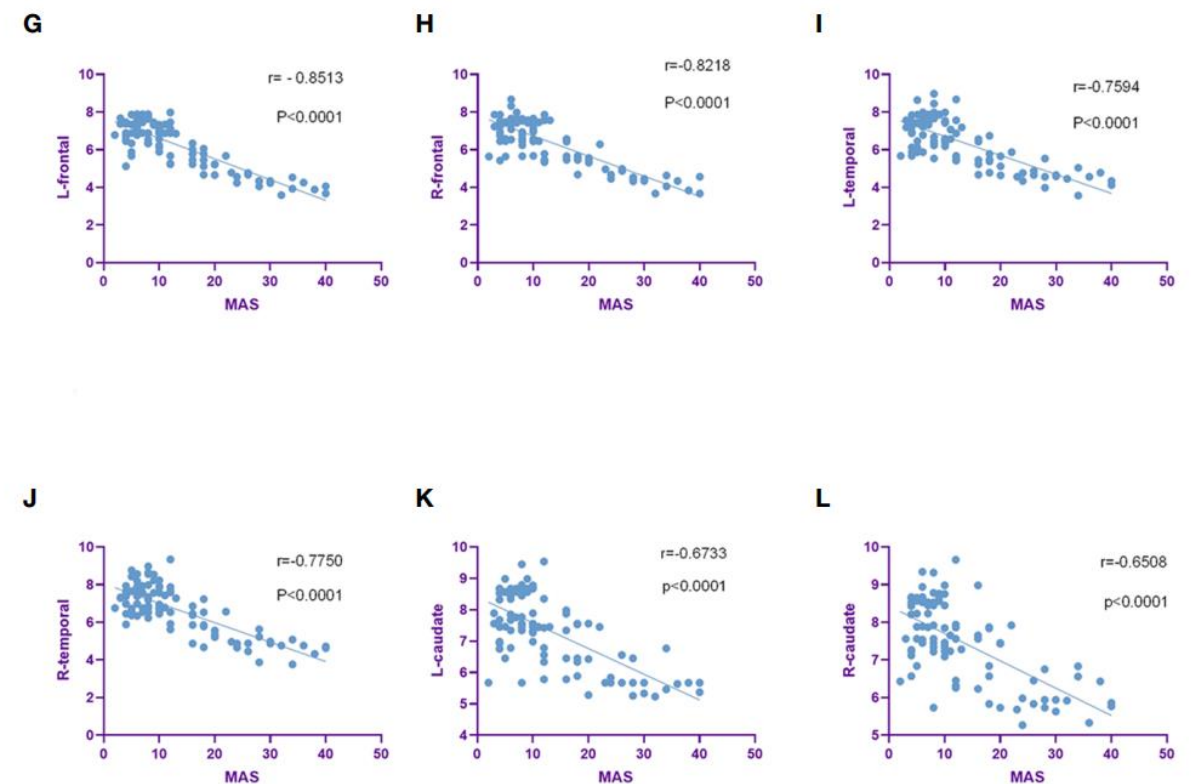 G
H
I
r= - 0.8513
P<0.0001
L-frontal
10
8
6
4
2
0
0 10 20 30 40 50
MAS
r=-0.8218
P<0.0001
R-frontal
10
8
6
4
2
0
0 10 20 30 40 50
MAS
r=-0.7594
P<0.0001
L-temporal
10
8
6
4
2
0
0 10 20 30 40 50
MAS
J
K
L
r=-0.7750
P<0.0001
R-temporal
10
8
6
4
2
0
0 10 20 30 40 50
MAS
r=-0.6733
p<0.0001
L-caudate
10
9
8
7
6
5
4
0 10 20 30 40 50
MAS
r=-0.6508
p<0.0001
R-caudate
10
9
8
7
6
5
0 10 20 30 40 50
MAS